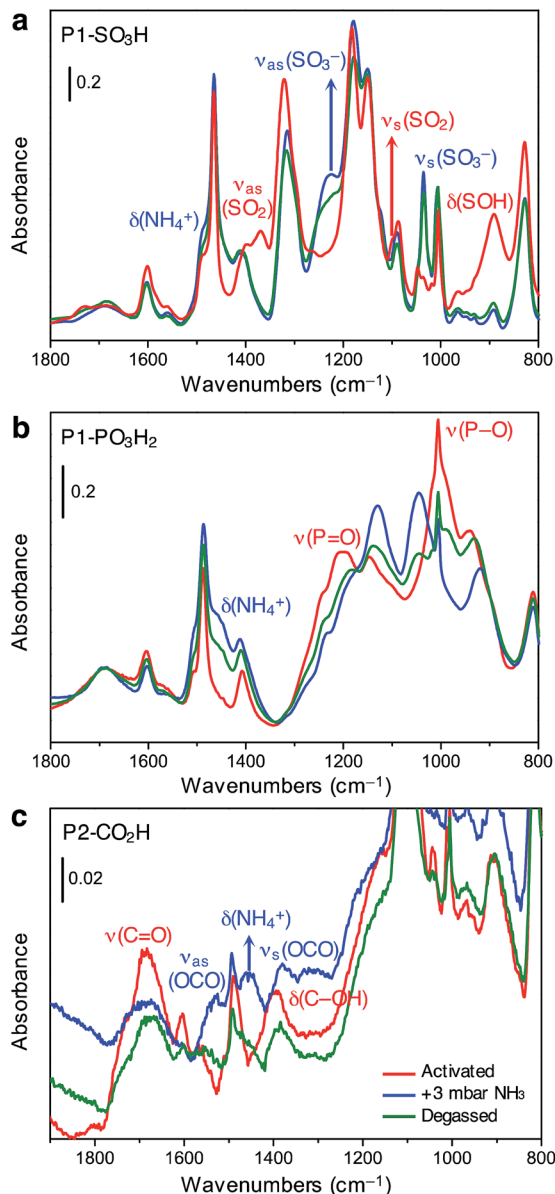 a
P1-SO₃H
0.2
νas(SO₃⁻)
νs(SO₂)
νas
(SO₂)
νs(SO₃⁻)
δ(NH₄⁺)
δ(SOH)
Absorbance
1800 1600 1400 1200 1000 800
Wavenumbers (cm⁻¹)
b
P1-PO₃H₂
0.2
ν(P−O)
ν(P=O)
δ(NH₄⁺)
Absorbance
1800 1600 1400 1200 1000 800
Wavenumbers (cm⁻¹)
c
P2-CO₂H
0.02
δ(NH₄⁺)
ν(C=O)
νas
(OCO)
νs(OCO)
δ(C−OH)
Absorbance
Activated
+3 mbar NH₃
Degassed
1800 1600 1400 1200 1000 800
Wavenumbers (cm⁻¹)